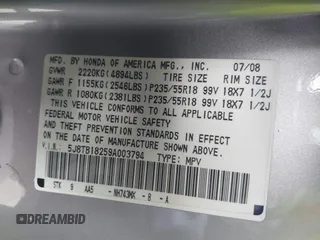 MFD. BY HONDA OF AMERICA MFG., INC. 07/08
GVWR 2220KG(4894LBS) TIRE SIZE RIM SIZE
GAWR F 1155KG(2546LBS) P235/55R18 99V 18X7 1/2J
GAWR R 1080KG(2381LBS) P235/55R18 99V 18X7 1/2J
THIS VEHICLE CONFORMS TO ALL APPLICABLE
FEDERAL MOTOR VEHICLE SAFETY STANDARDS IN EFFECT
ON THE DATE OF MANUFACTURE SHOWN ABOVE.
V.I.N.: 5J8TB18259A003794 TYPE: MPV
STK 9 AA5 - NH743MX - B - A
DREAMBID